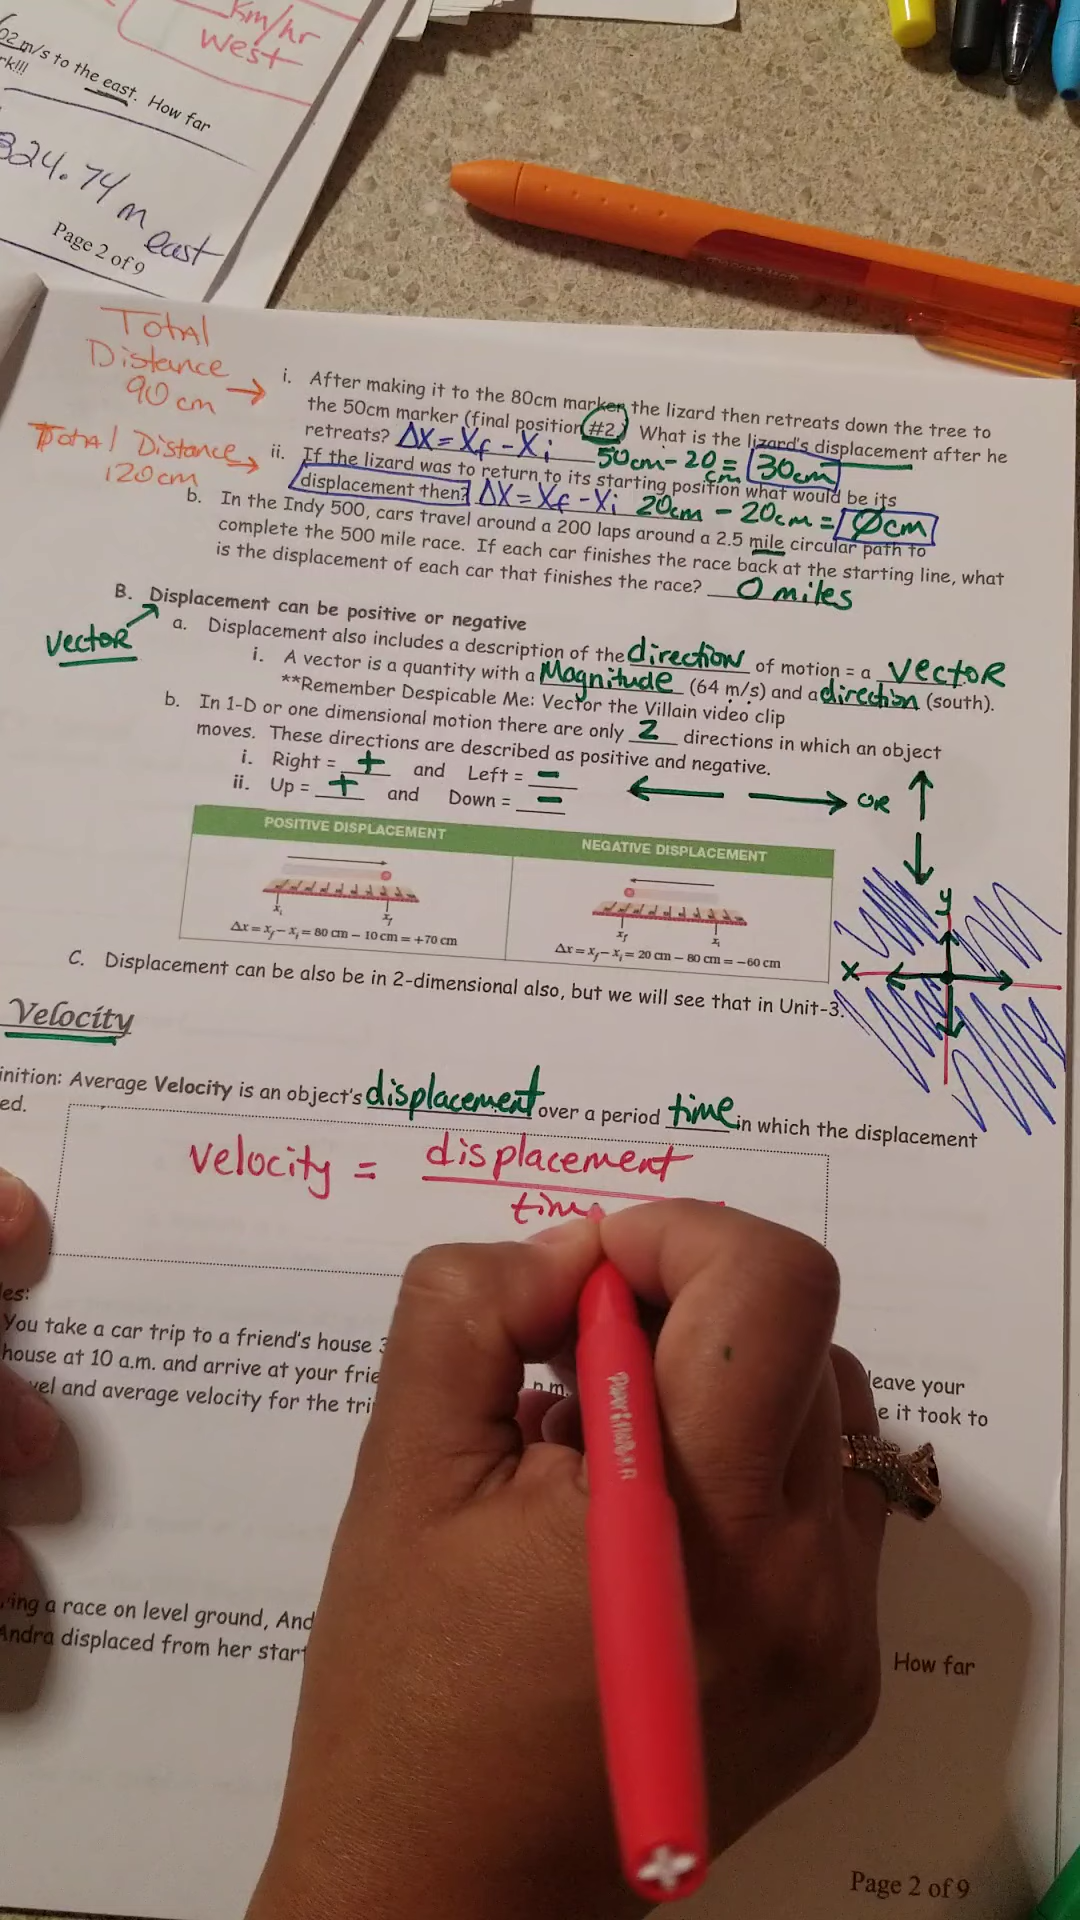 km/hr
West
02 m/s to the east. How far
rk!!!
324.74 m
east
Page 2 of 9
Total
Distance
90 cm →
i. After making it to the 80cm marker the lizard then retreats down the tree to
the 50cm marker (final position #2.) What is the lizard's displacement after he
retreats? ΔX = Xf - Xi 50cm - 20 cm = 30cm
Total Distance →
120cm
ii. If the lizard was to return to its starting position what would be its
displacement then? ΔX = Xf - Xi 20cm - 20cm = Øcm
b. In the Indy 500, cars travel around a 200 laps around a 2.5 mile circular path to
complete the 500 mile race. If each car finishes the race back at the starting line, what
is the displacement of each car that finishes the race? 0 miles
B. Displacement can be positive or negative
vector
a. Displacement also includes a description of the direction of motion = a vector
i. A vector is a quantity with a Magnitude (64 m/s) and a direction (south).
**Remember Despicable Me: Vector the Villain video clip
b. In 1-D or one dimensional motion there are only 2 directions in which an object
moves. These directions are described as positive and negative.
i. Right = + and Left = -
ii. Up = + and Down = -
← → OR ↑
↓
POSITIVE DISPLACEMENT
NEGATIVE DISPLACEMENT
xi
xf
Δx = xf - xi = 80 cm - 10 cm = +70 cm
xf
xi
Δx = xf - xi = 20 cm - 80 cm = -60 cm
y
x
C. Displacement can be also be in 2-dimensional also, but we will see that in Unit-3.
Velocity
inition: Average Velocity is an object's displacement over a period time in which the displacement
ed.
velocity = displacement
tim
les:
You take a car trip to a friend's house 3
leave your
house at 10 a.m. and arrive at your frie
p.m.
e it took to
vel and average velocity for the tri
ing a race on level ground, And
How far
Andra displaced from her star
PaperMate
Page 2 of 9